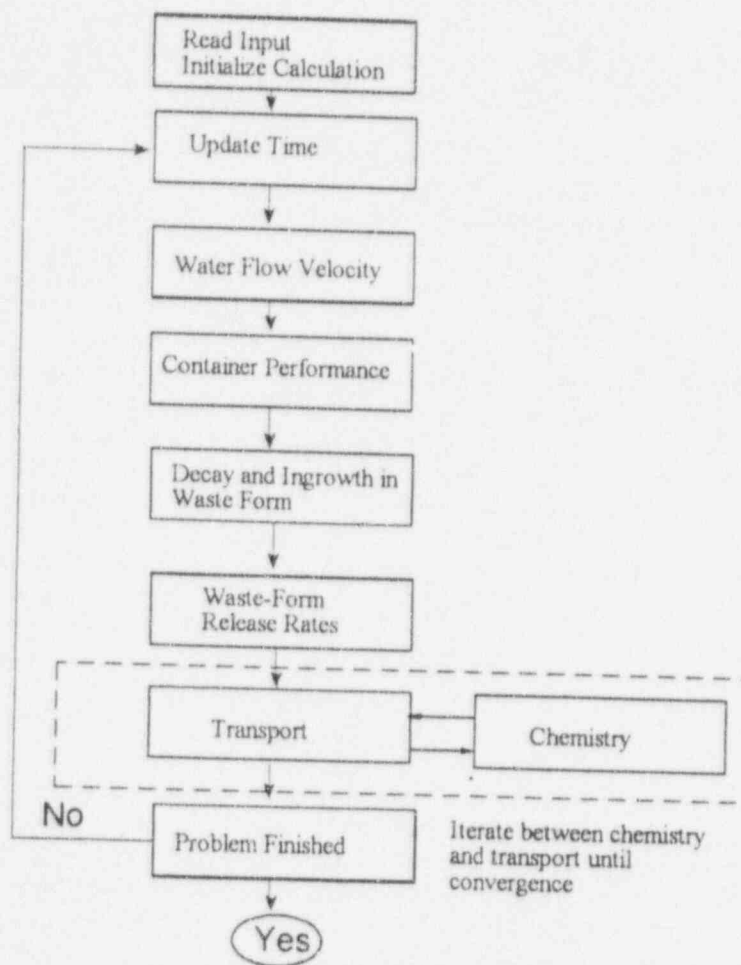 Read Input
Initialize Calculation
Update Time
Water Flow Velocity
Container Performance
Decay and Ingrowth in
Waste Form
Waste-Form
Release Rates
Transport
Chemistry
No
Problem Finished
Iterate between chemistry
and transport until
convergence
Yes